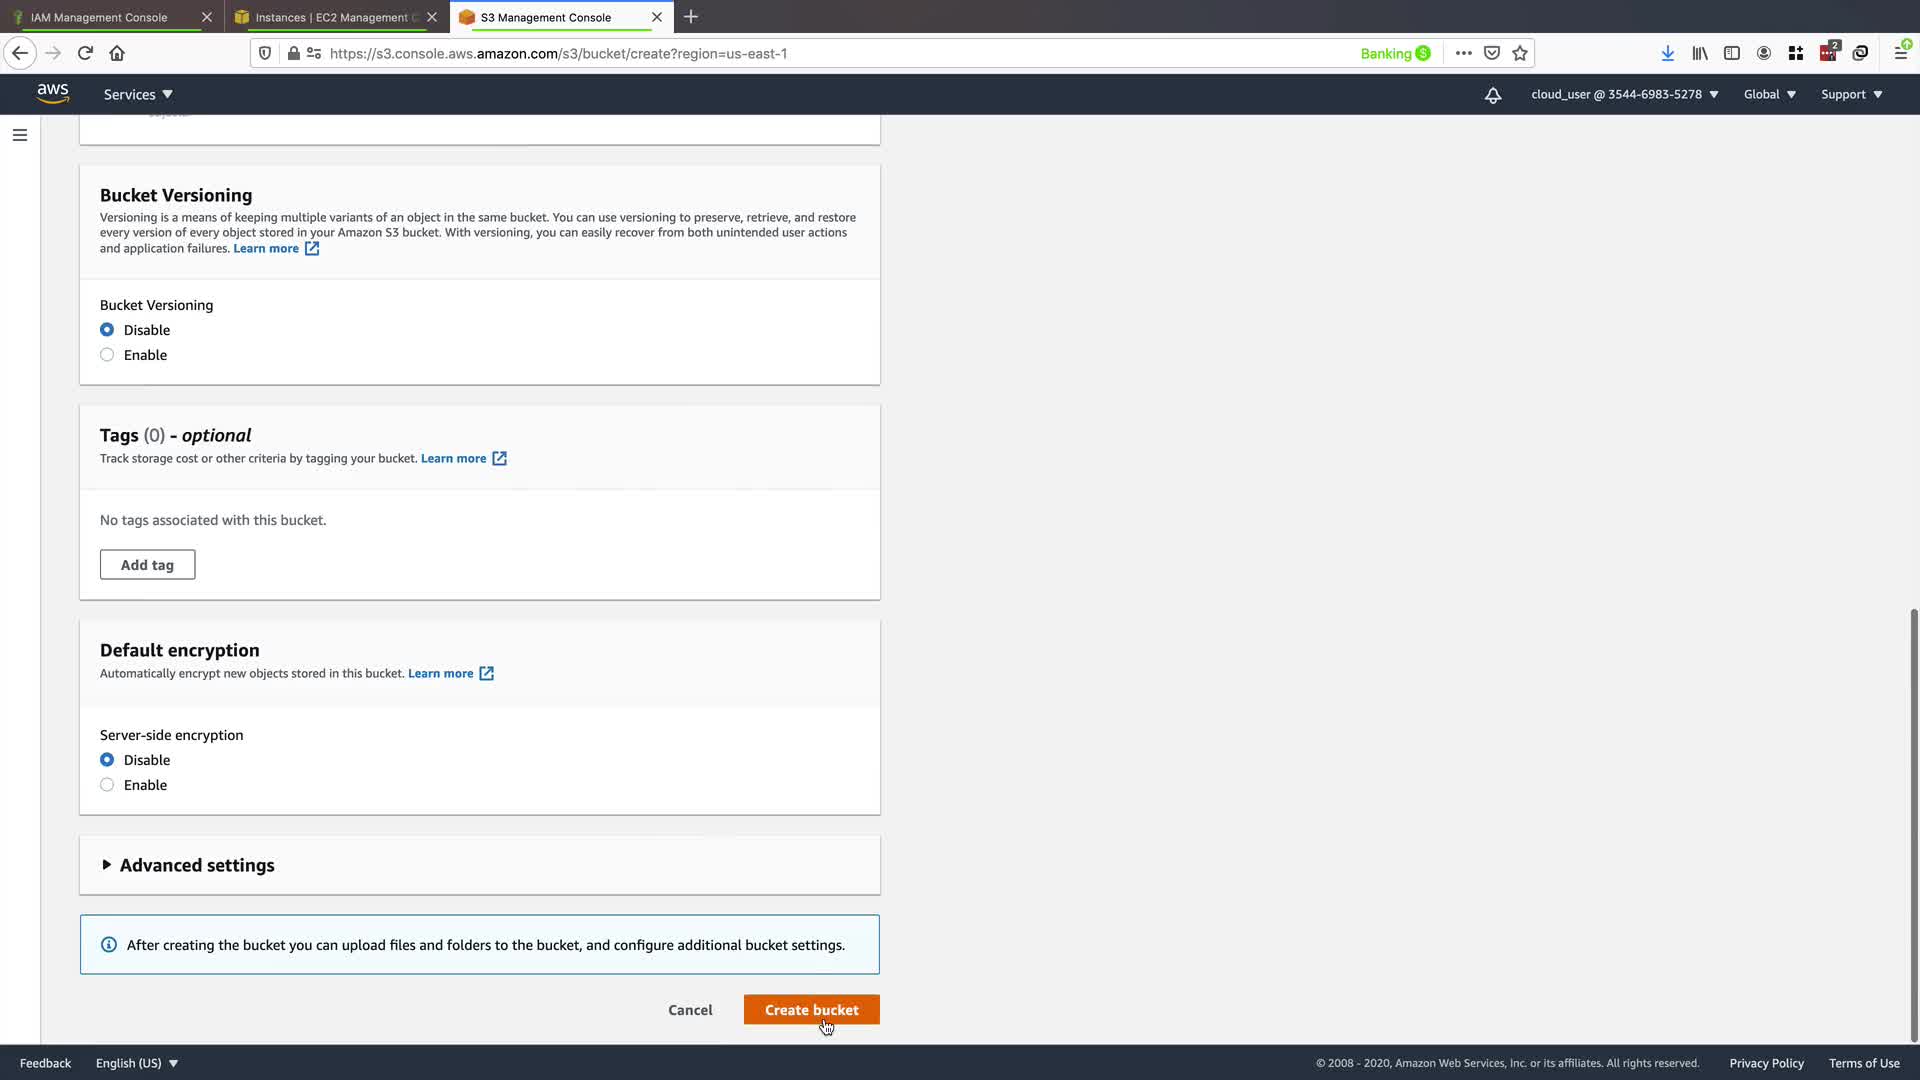 IAM Management Console
Instances | EC2 Management C
S3 Management Console
https://s3.console.aws.amazon.com/s3/bucket/create?region=us-east-1
Banking
2
aws
Services
cloud_user @ 3544-6983-5278
Global
Support
Bucket Versioning
Versioning is a means of keeping multiple variants of an object in the same bucket. You can use versioning to preserve, retrieve, and restore
every version of every object stored in your Amazon S3 bucket. With versioning, you can easily recover from both unintended user actions
and application failures. Learn more
Bucket Versioning
Disable
Enable
Tags (0) - optional
Track storage cost or other criteria by tagging your bucket. Learn more
No tags associated with this bucket.
Add tag
Default encryption
Automatically encrypt new objects stored in this bucket. Learn more
Server-side encryption
Disable
Enable
Advanced settings
After creating the bucket you can upload files and folders to the bucket, and configure additional bucket settings.
Cancel
Create bucket
Feedback
English (US)
© 2008 - 2020, Amazon Web Services, Inc. or its affiliates. All rights reserved.
Privacy Policy
Terms of Use